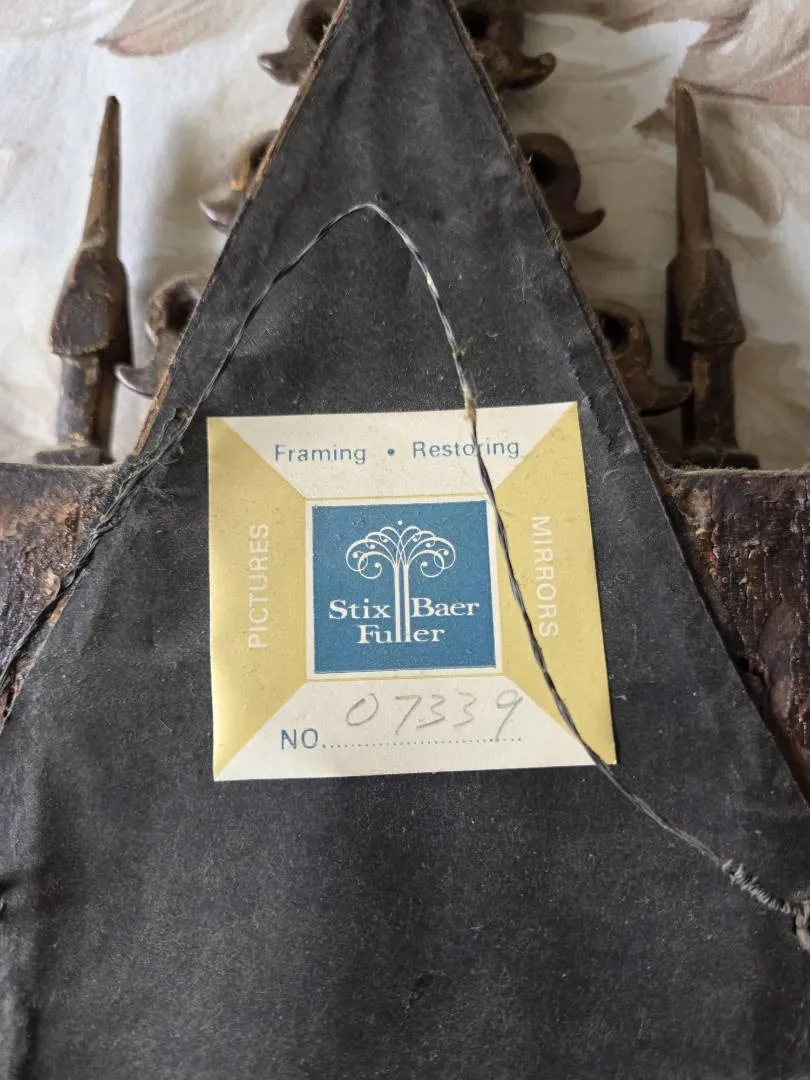 Framing • Restoring
PICTURES
MIRRORS
Stix Baer
Fuller
NO. 07339